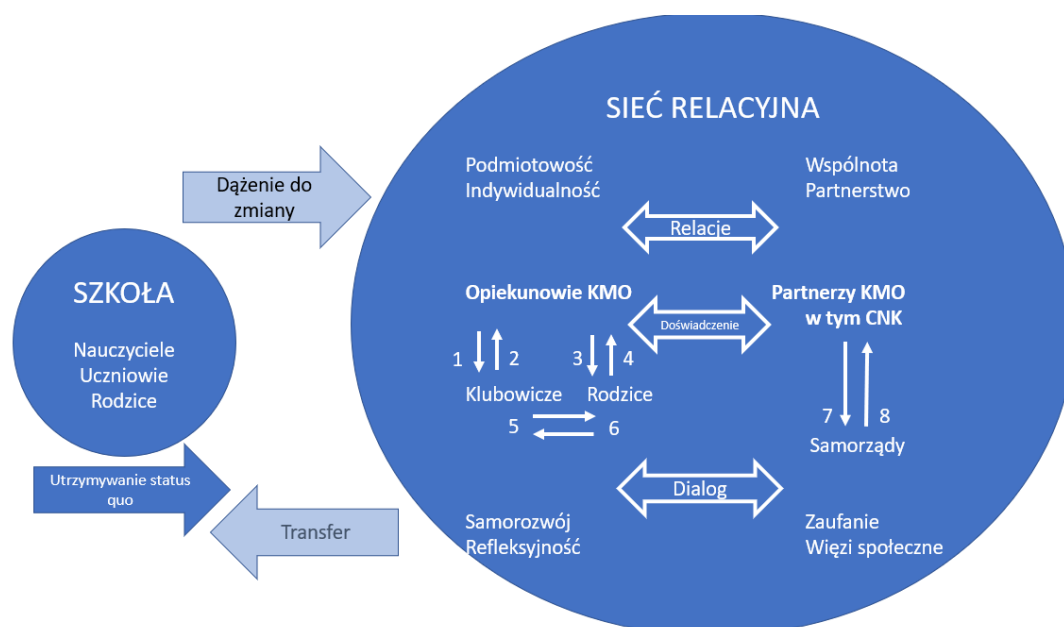 SIEĆ RELACYJNA
Podmiotowość
Indywidualność
Wspólnota
Partnerstwo
Dążenie do
zmiany
Relacje
SZKOŁA
Nauczyciele
Uczniowie
Rodzice
Opiekunowie KMO
Doświadczenie
Partnerzy KMO
w tym CNK
1
2
3
4
Klubowicze
Rodzice
5
6
7
8
Samorządy
Utrzymywanie status
quo
Transfer
Dialog
Samorozwój
Refleksyjność
Zaufanie
Więzi społeczne